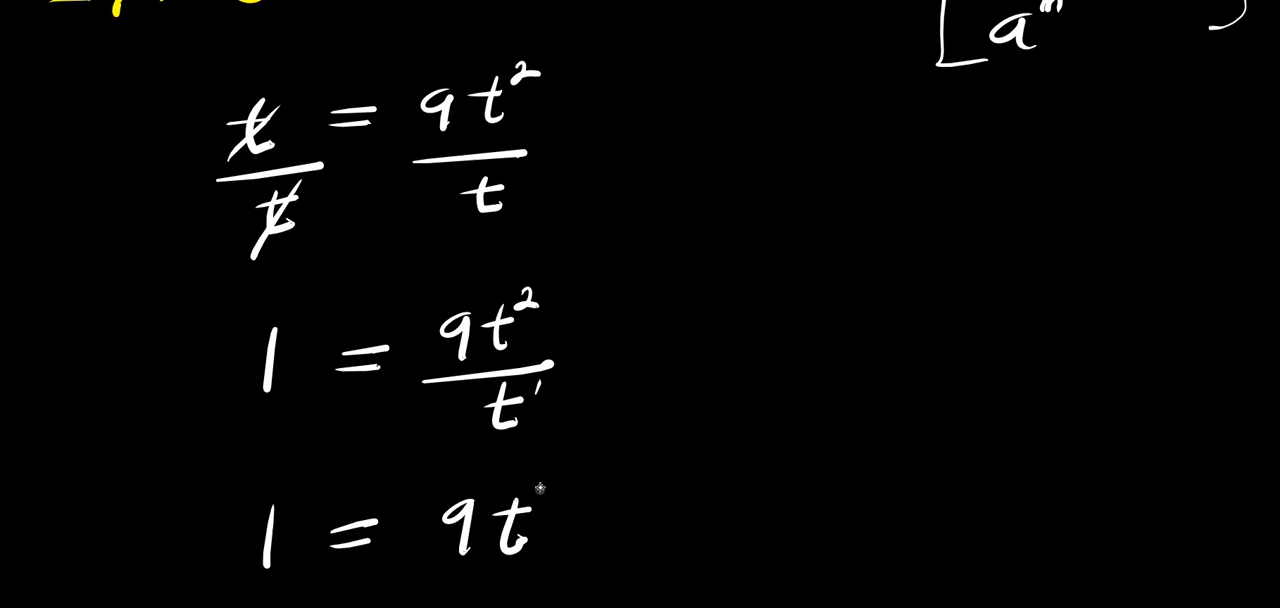 a^m
t/t = 9t²/t
1 = 9t²/t¹
1 = 9t